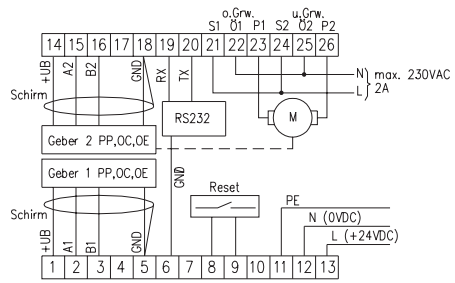 o.Grw. u.Grw.
S1 Ö1 P1 S2 Ö2 P2
14 15 16 17 18 19 20 21 22 23 24 25 26
+UB A2 B2 GND RX TX
N max. 230VAC
L 2A
Schirm
RS232
M
Geber 2 PP,OC,OE
Geber 1 PP,OC,OE
GND
Reset
Schirm
PE
N (0VDC)
L (+24VDC)
+UB A1 B1 GND
1 2 3 4 5 6 7 8 9 10 11 12 13